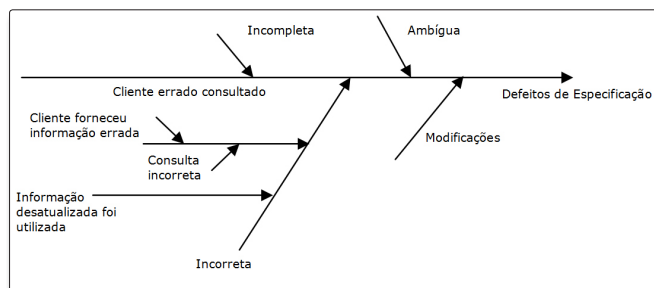 Incompleta
Ambígua
Cliente errado consultado
Defeitos de Especificação
Cliente forneceu
informação errada
Modificações
Consulta
incorreta
Informação
desatualizada foi
utilizada
Incorreta